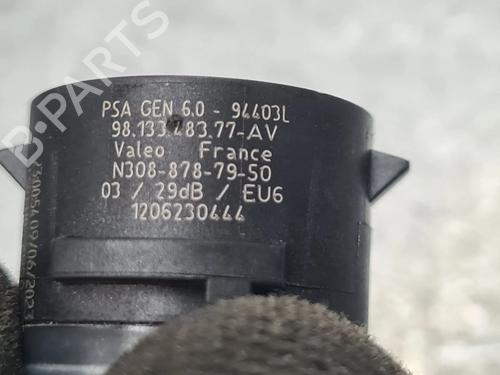 PSA GEN 6.0 - 94403L
98.133.483.77-AV
Valeo France
N308-878-79-50
03 / 29dB / EU6
1206230444
B-PARTS